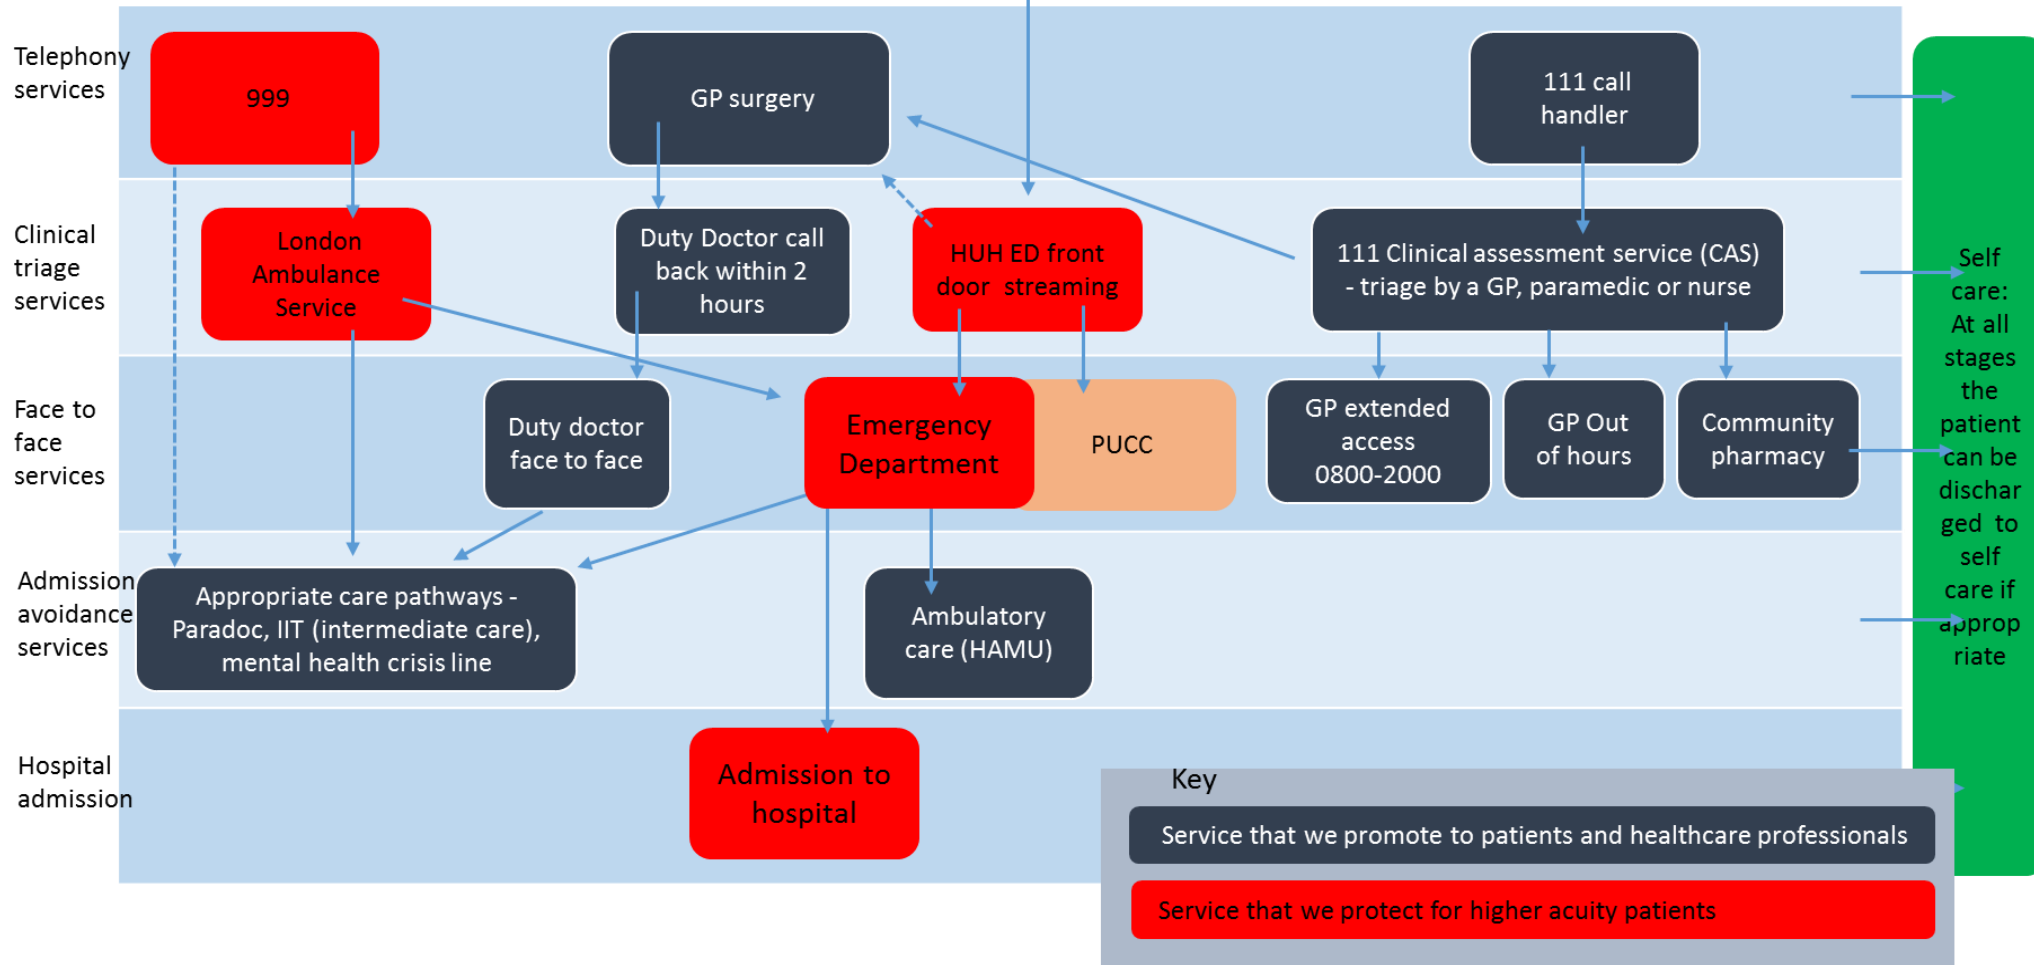 Telephony
services
999
GP surgery
111 call
handler
Clinical
triage
services
London
Ambulance
Service
Duty Doctor call
back within 2
hours
HUH ED front
door streaming
111 Clinical assessment service (CAS)
- triage by a GP, paramedic or nurse
Face to
face
services
Duty doctor
face to face
Emergency
Department
PUCC
GP extended
access
0800-2000
GP Out
of hours
Community
pharmacy
Admission
avoidance
services
Appropriate care pathways -
Paradoc, IIT (intermediate care),
mental health crisis line
Ambulatory
care (HAMU)
Hospital
admission
Admission to
hospital
Self
care:
At all
stages
the
patient
can be
dischar
ged to
self
care if
approp
riate
Key
Service that we promote to patients and healthcare professionals
Service that we protect for higher acuity patients